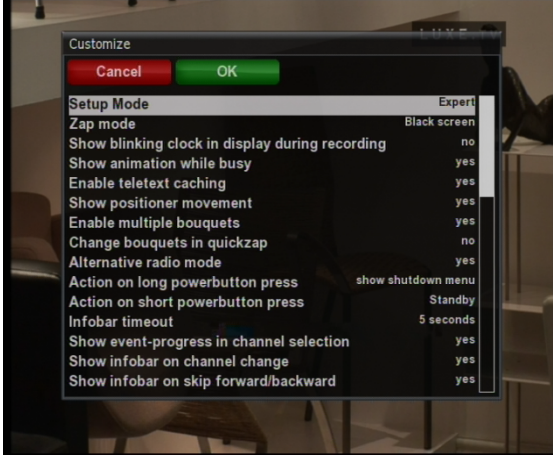 LUXE.TV
Customize
Cancel OK
Setup Mode Expert
Zap mode Black screen
Show blinking clock in display during recording no
Show animation while busy yes
Enable teletext caching yes
Show positioner movement yes
Enable multiple bouquets yes
Change bouquets in quickzap no
Alternative radio mode yes
Action on long powerbutton press show shutdown menu
Action on short powerbutton press Standby
Infobar timeout 5 seconds
Show event-progress in channel selection yes
Show infobar on channel change yes
Show infobar on skip forward/backward yes